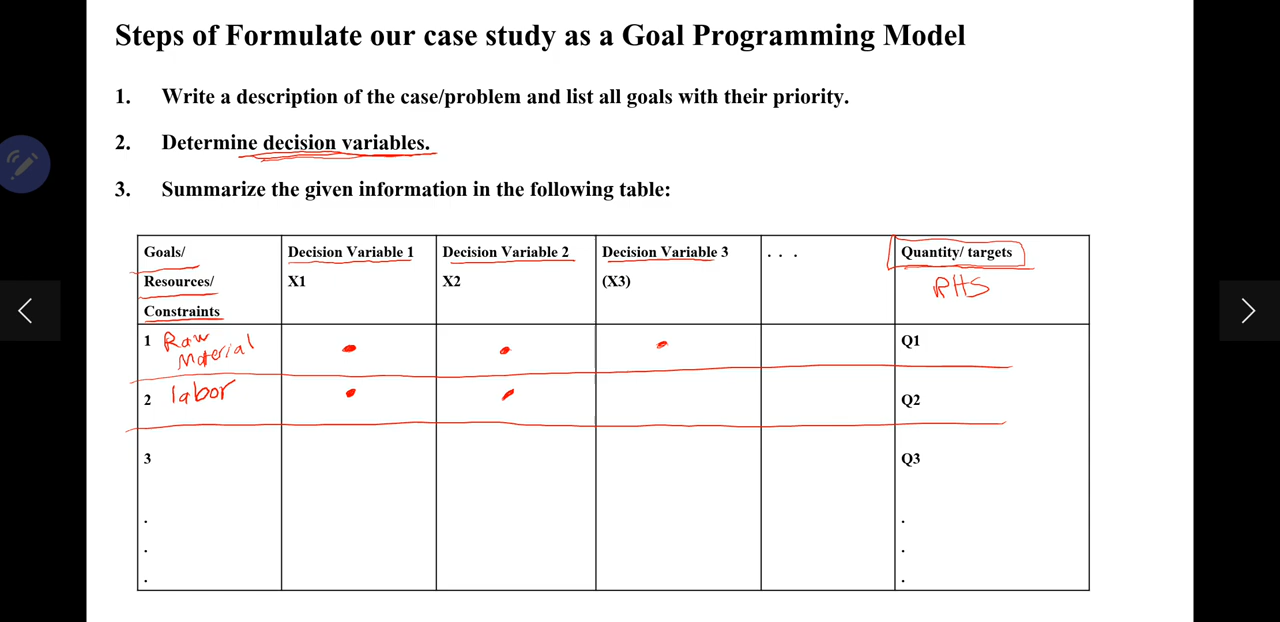 Steps of Formulate our case study as a Goal Programming Model
1. Write a description of the case/problem and list all goals with their priority.
2. Determine decision variables.
3. Summarize the given information in the following table:
Goals/ Decision Variable 1 Decision Variable 2 Decision Variable 3 . . . Quantity/ targets
Resources/ X1 X2 (X3) RHS
Constraints
1 Raw Q1
Material
2 labor Q2
3 Q3
. .
. .
. .